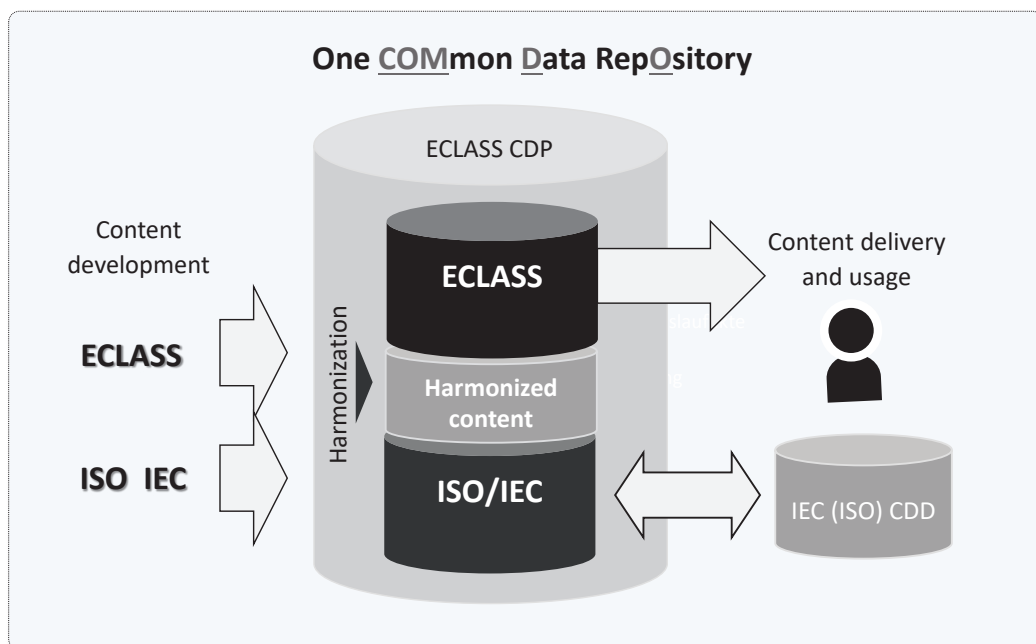 One COMmon Data RepOsitory
ECLASS CDP
Content
development
ECLASS
ISO IEC
Harmonization
ECLASS
Harmonized
content
ISO/IEC
Content delivery
and usage
IEC (ISO) CDD